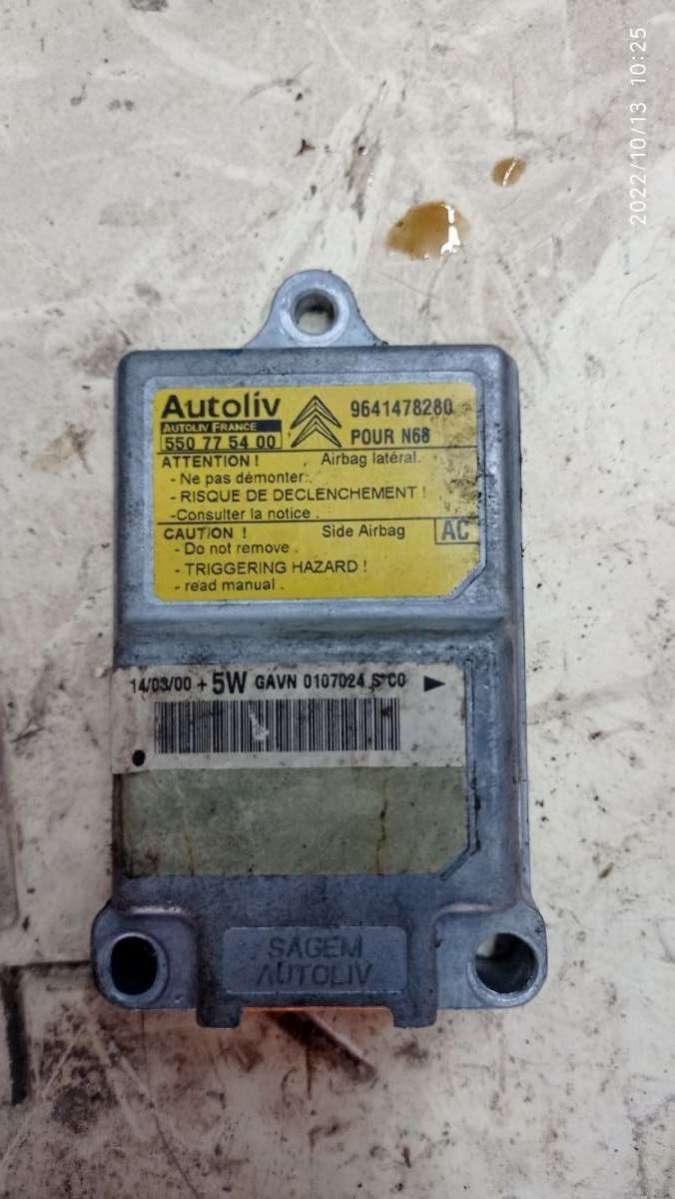 2022/10/13 10:25
Autoliv
AUTOLIV FRANCE
550 77 54 00
9641478280
POUR N68
ATTENTION ! Airbag latéral.
- Ne pas démonter.
- RISQUE DE DECLENCHEMENT !
-Consulter la notice .
CAUTION ! Side Airbag AC
- Do not remove .
- TRIGGERING HAZARD !
- read manual .
14/03/00 + 5W GAVN 0107024 S*C0
SAGEM
AUTOLIV